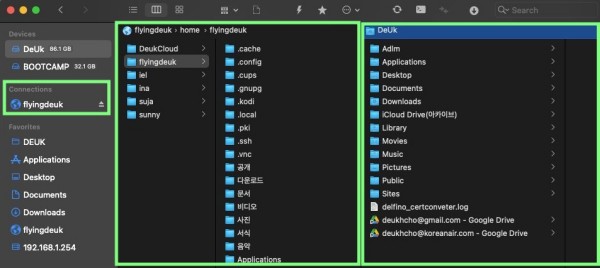 Search
Devices
DeUk 86.1 GB
BOOTCAMP 32.1 GB
Connections
flyingdeuk
Favorites
DEUK
Applications
Desktop
Documents
Downloads
flyingdeuk
192.168.1.254
flyingdeuk › home › flyingdeuk
DeukCloud
flyingdeuk
iel
ina
suja
sunny
.cache
.config
.cups
.gnupg
.kodi
.local
.pki
.ssh
.vnc
공개
다운로드
문서
비디오
사진
서식
음악
Applications
DeUk
Adlm
Applications
Desktop
Documents
Downloads
iCloud Drive(아카이브)
Library
Movies
Music
Pictures
Public
Sites
delfino_certconveter.log
deukhcho@gmail.com - Google Drive
deukhcho@koreanair.com - Google Drive